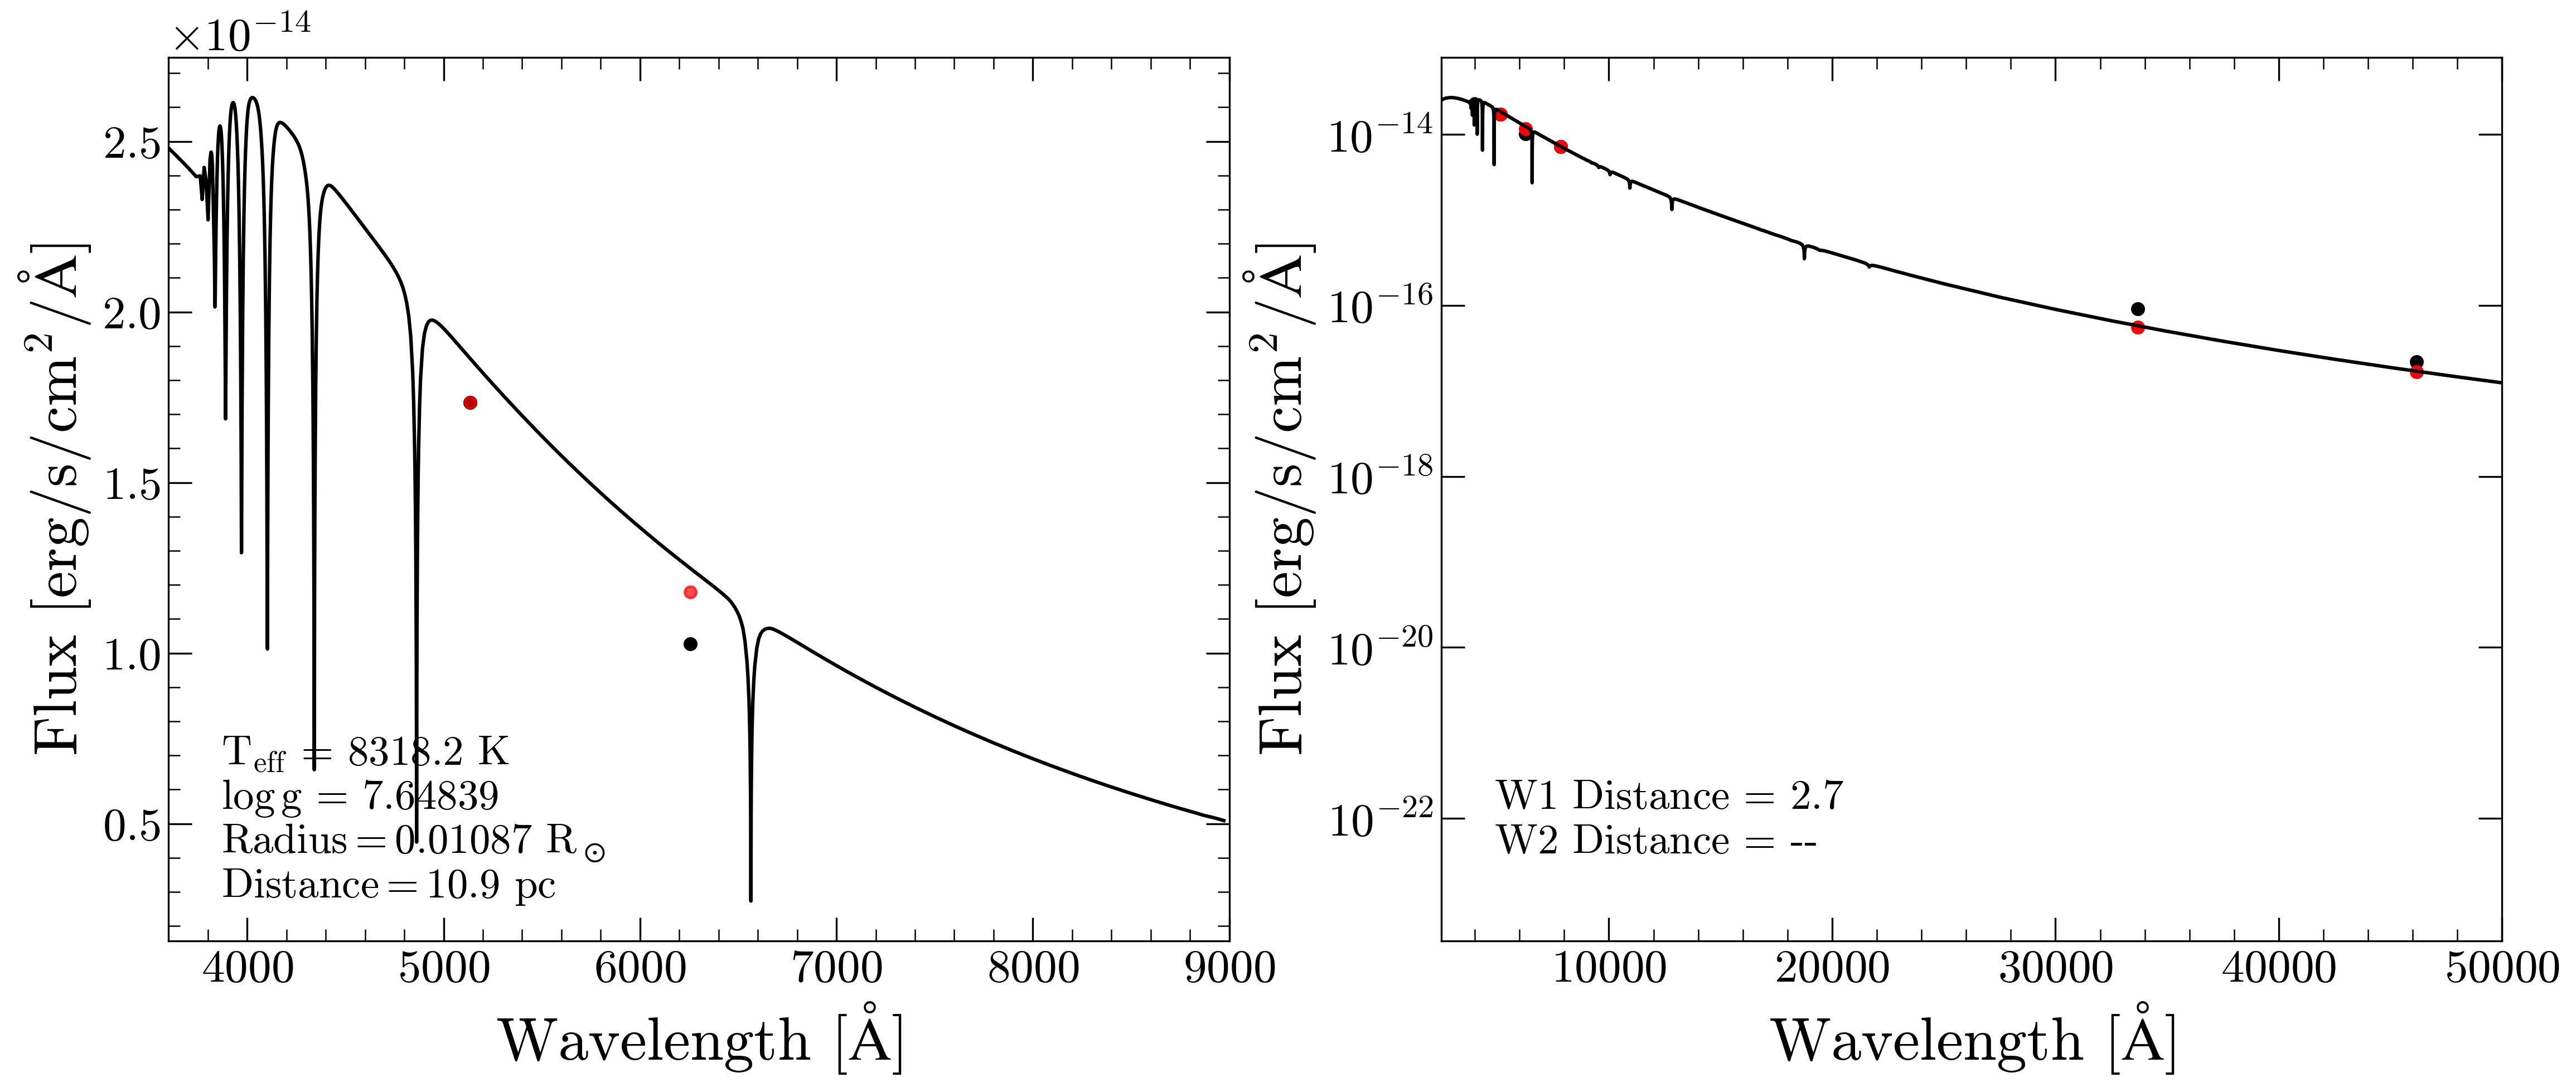 ×10⁻¹⁴
2.5
2.0
1.5
1.0
0.5
Flux [erg/s/cm²/Å]
T_eff = 8318.2 K
log g = 7.64839
Radius = 0.01087 R_⊙
Distance = 10.9 pc
4000 5000 6000 7000 8000 9000
Wavelength [Å]
10⁻¹⁴
10⁻¹⁶
10⁻¹⁸
10⁻²⁰
10⁻²²
Flux [erg/s/cm²/Å]
W1 Distance = 2.7
W2 Distance = --
10000 20000 30000 40000 50000
Wavelength [Å]